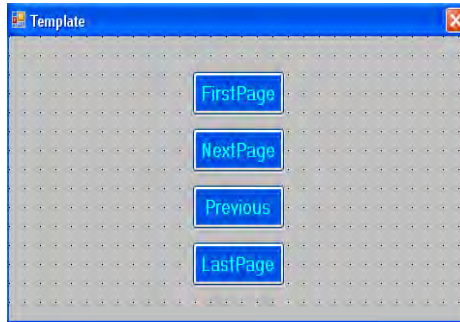 Template
FirstPage
NextPage
Previous
LastPage